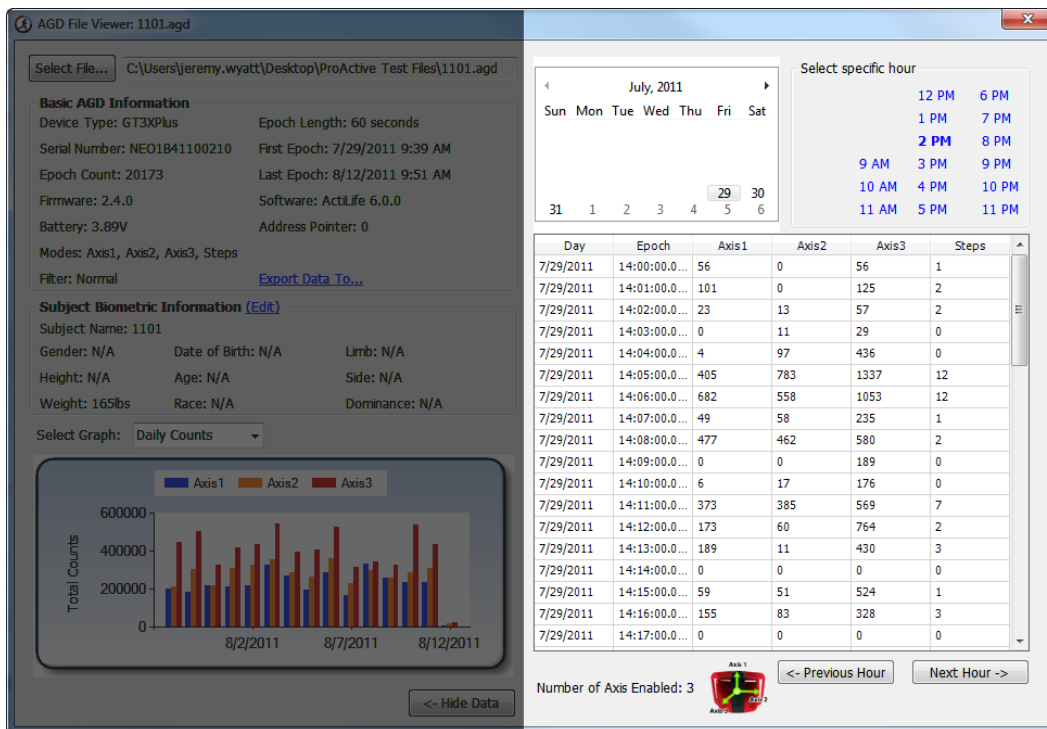 AGD File Viewer: 1101.agd
Select File... C:\Users\jeremy.wyatt\Desktop\ProActive Test Files\1101.agd
Basic AGD Information
Device Type: GT3XPlus Epoch Length: 60 seconds
Serial Number: NEO1B41100210 First Epoch: 7/29/2011 9:39 AM
Epoch Count: 20173 Last Epoch: 8/12/2011 9:51 AM
Firmware: 2.4.0 Software: ActiLife 6.0.0
Battery: 3.89V Address Pointer: 0
Modes: Axis1, Axis2, Axis3, Steps
Filter: Normal Export Data To...
Subject Biometric Information (Edit)
Subject Name: 1101
Gender: N/A Date of Birth: N/A Limb: N/A
Height: N/A Age: N/A Side: N/A
Weight: 165lbs Race: N/A Dominance: N/A
Select Graph: Daily Counts
Axis1 Axis2 Axis3
Total Counts
600000
400000
200000
0
8/2/2011 8/7/2011 8/12/2011
<- Hide Data
July, 2011
Sun Mon Tue Wed Thu Fri Sat
29 30
31 1 2 3 4 5 6
Select specific hour
12 PM 6 PM
1 PM 7 PM
2 PM 8 PM
9 AM 3 PM 9 PM
10 AM 4 PM 10 PM
11 AM 5 PM 11 PM
Day Epoch Axis1 Axis2 Axis3 Steps
7/29/2011 14:00:00.0... 56 0 56 1
7/29/2011 14:01:00.0... 101 0 125 2
7/29/2011 14:02:00.0... 23 13 57 2
7/29/2011 14:03:00.0... 0 11 29 0
7/29/2011 14:04:00.0... 4 97 436 0
7/29/2011 14:05:00.0... 405 783 1337 12
7/29/2011 14:06:00.0... 682 558 1053 12
7/29/2011 14:07:00.0... 49 58 235 1
7/29/2011 14:08:00.0... 477 462 580 2
7/29/2011 14:09:00.0... 0 0 189 0
7/29/2011 14:10:00.0... 6 17 176 0
7/29/2011 14:11:00.0... 373 385 569 7
7/29/2011 14:12:00.0... 173 60 764 2
7/29/2011 14:13:00.0... 189 11 430 3
7/29/2011 14:14:00.0... 0 0 0 0
7/29/2011 14:15:00.0... 59 51 524 1
7/29/2011 14:16:00.0... 155 83 328 3
7/29/2011 14:17:00.0... 0 0 0 0
Number of Axis Enabled: 3
Axis 1
Axis 2
Axis 3
<- Previous Hour Next Hour ->